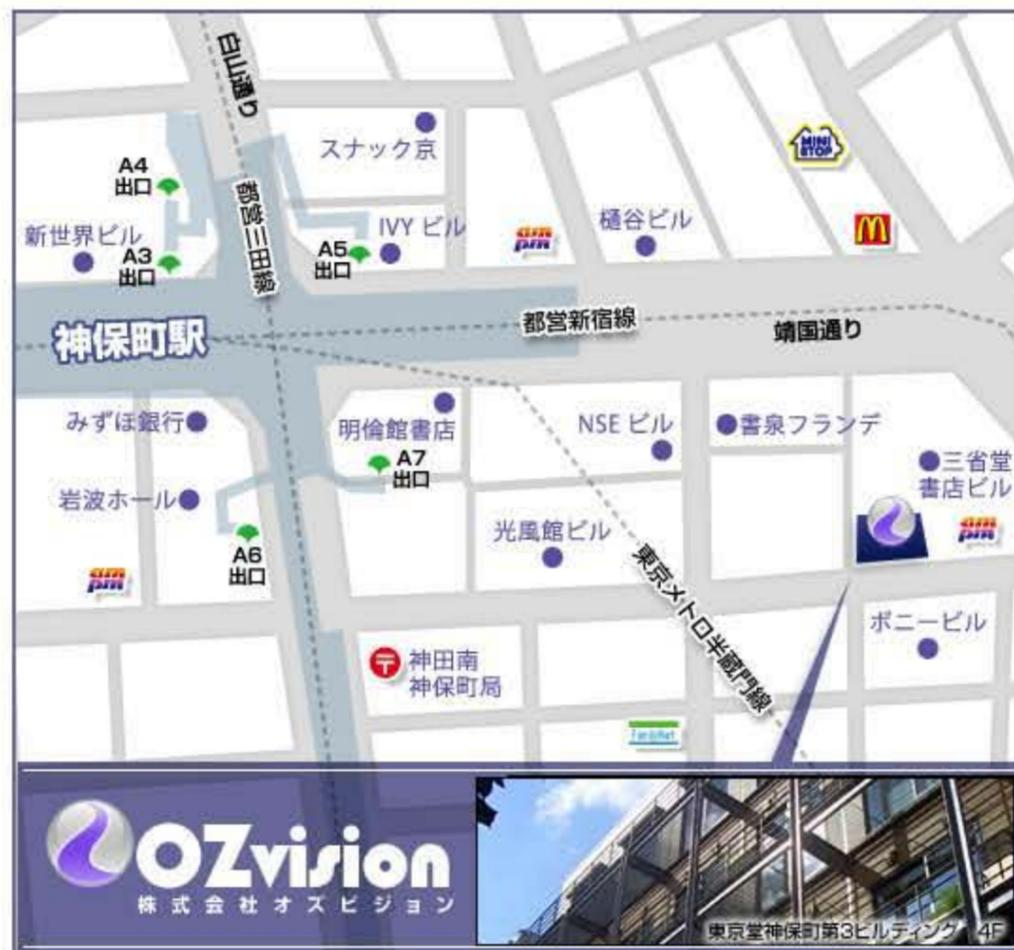 白山通り
スナック京
MINI
STOP
A4
出口
都営三田線
新世界ビル
A3
出口
A5
出口
IVY ビル
am
pm
樋谷ビル
神保町駅
都営新宿線
靖国通り
みずほ銀行
明倫館書店
NSE ビル
書泉フランデ
A7
出口
三省堂
書店ビル
岩波ホール
光風館ビル
am
pm
A6
出口
am
pm
東京メトロ半蔵門線
ボニービル
神田南
神保町局
FamilyMart
OZvision
株式会社オズビジョン
東京堂神保町第3ビルディング 4F